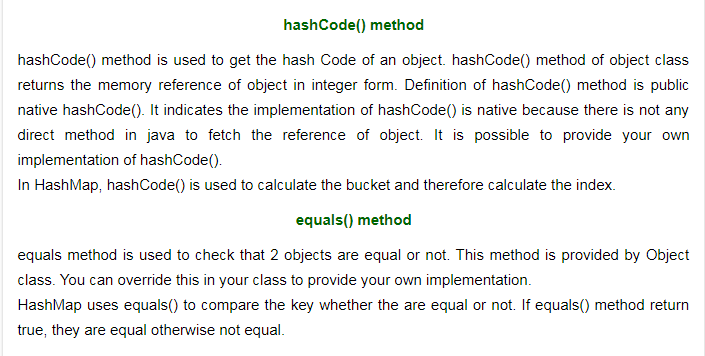 hashCode() method
hashCode() method is used to get the hash Code of an object. hashCode() method of object class
returns the memory reference of object in integer form. Definition of hashCode() method is public
native hashCode(). It indicates the implementation of hashCode() is native because there is not any
direct method in java to fetch the reference of object. It is possible to provide your own
implementation of hashCode().
In HashMap, hashCode() is used to calculate the bucket and therefore calculate the index.
equals() method
equals method is used to check that 2 objects are equal or not. This method is provided by Object
class. You can override this in your class to provide your own implementation.
HashMap uses equals() to compare the key whether the are equal or not. If equals() method return
true, they are equal otherwise not equal.